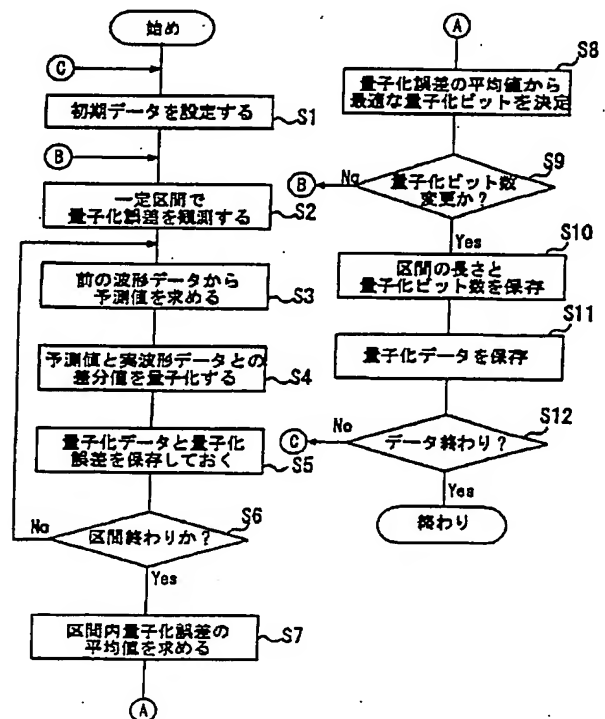 始め
C
初期データを設定する
S1
B
一定区間で
量子化誤差を観測する
S2
前の波形データから
予測値を求める
S3
予測値と実波形データとの
差分値を量子化する
S4
量子化データと量子化
誤差を保存しておく
S5
No
区間終わりか?
S6
Yes
区間内量子化誤差の
平均値を求める
S7
A
A
S8
量子化誤差の平均値から
最適な量子化ビットを決定
S9
No
B
量子化ビット数
変更か?
Yes
S10
区間の長さと
量子化ビット数を保存
S11
量子化データを保存
S12
No
C
データ終わり?
Yes
終わり